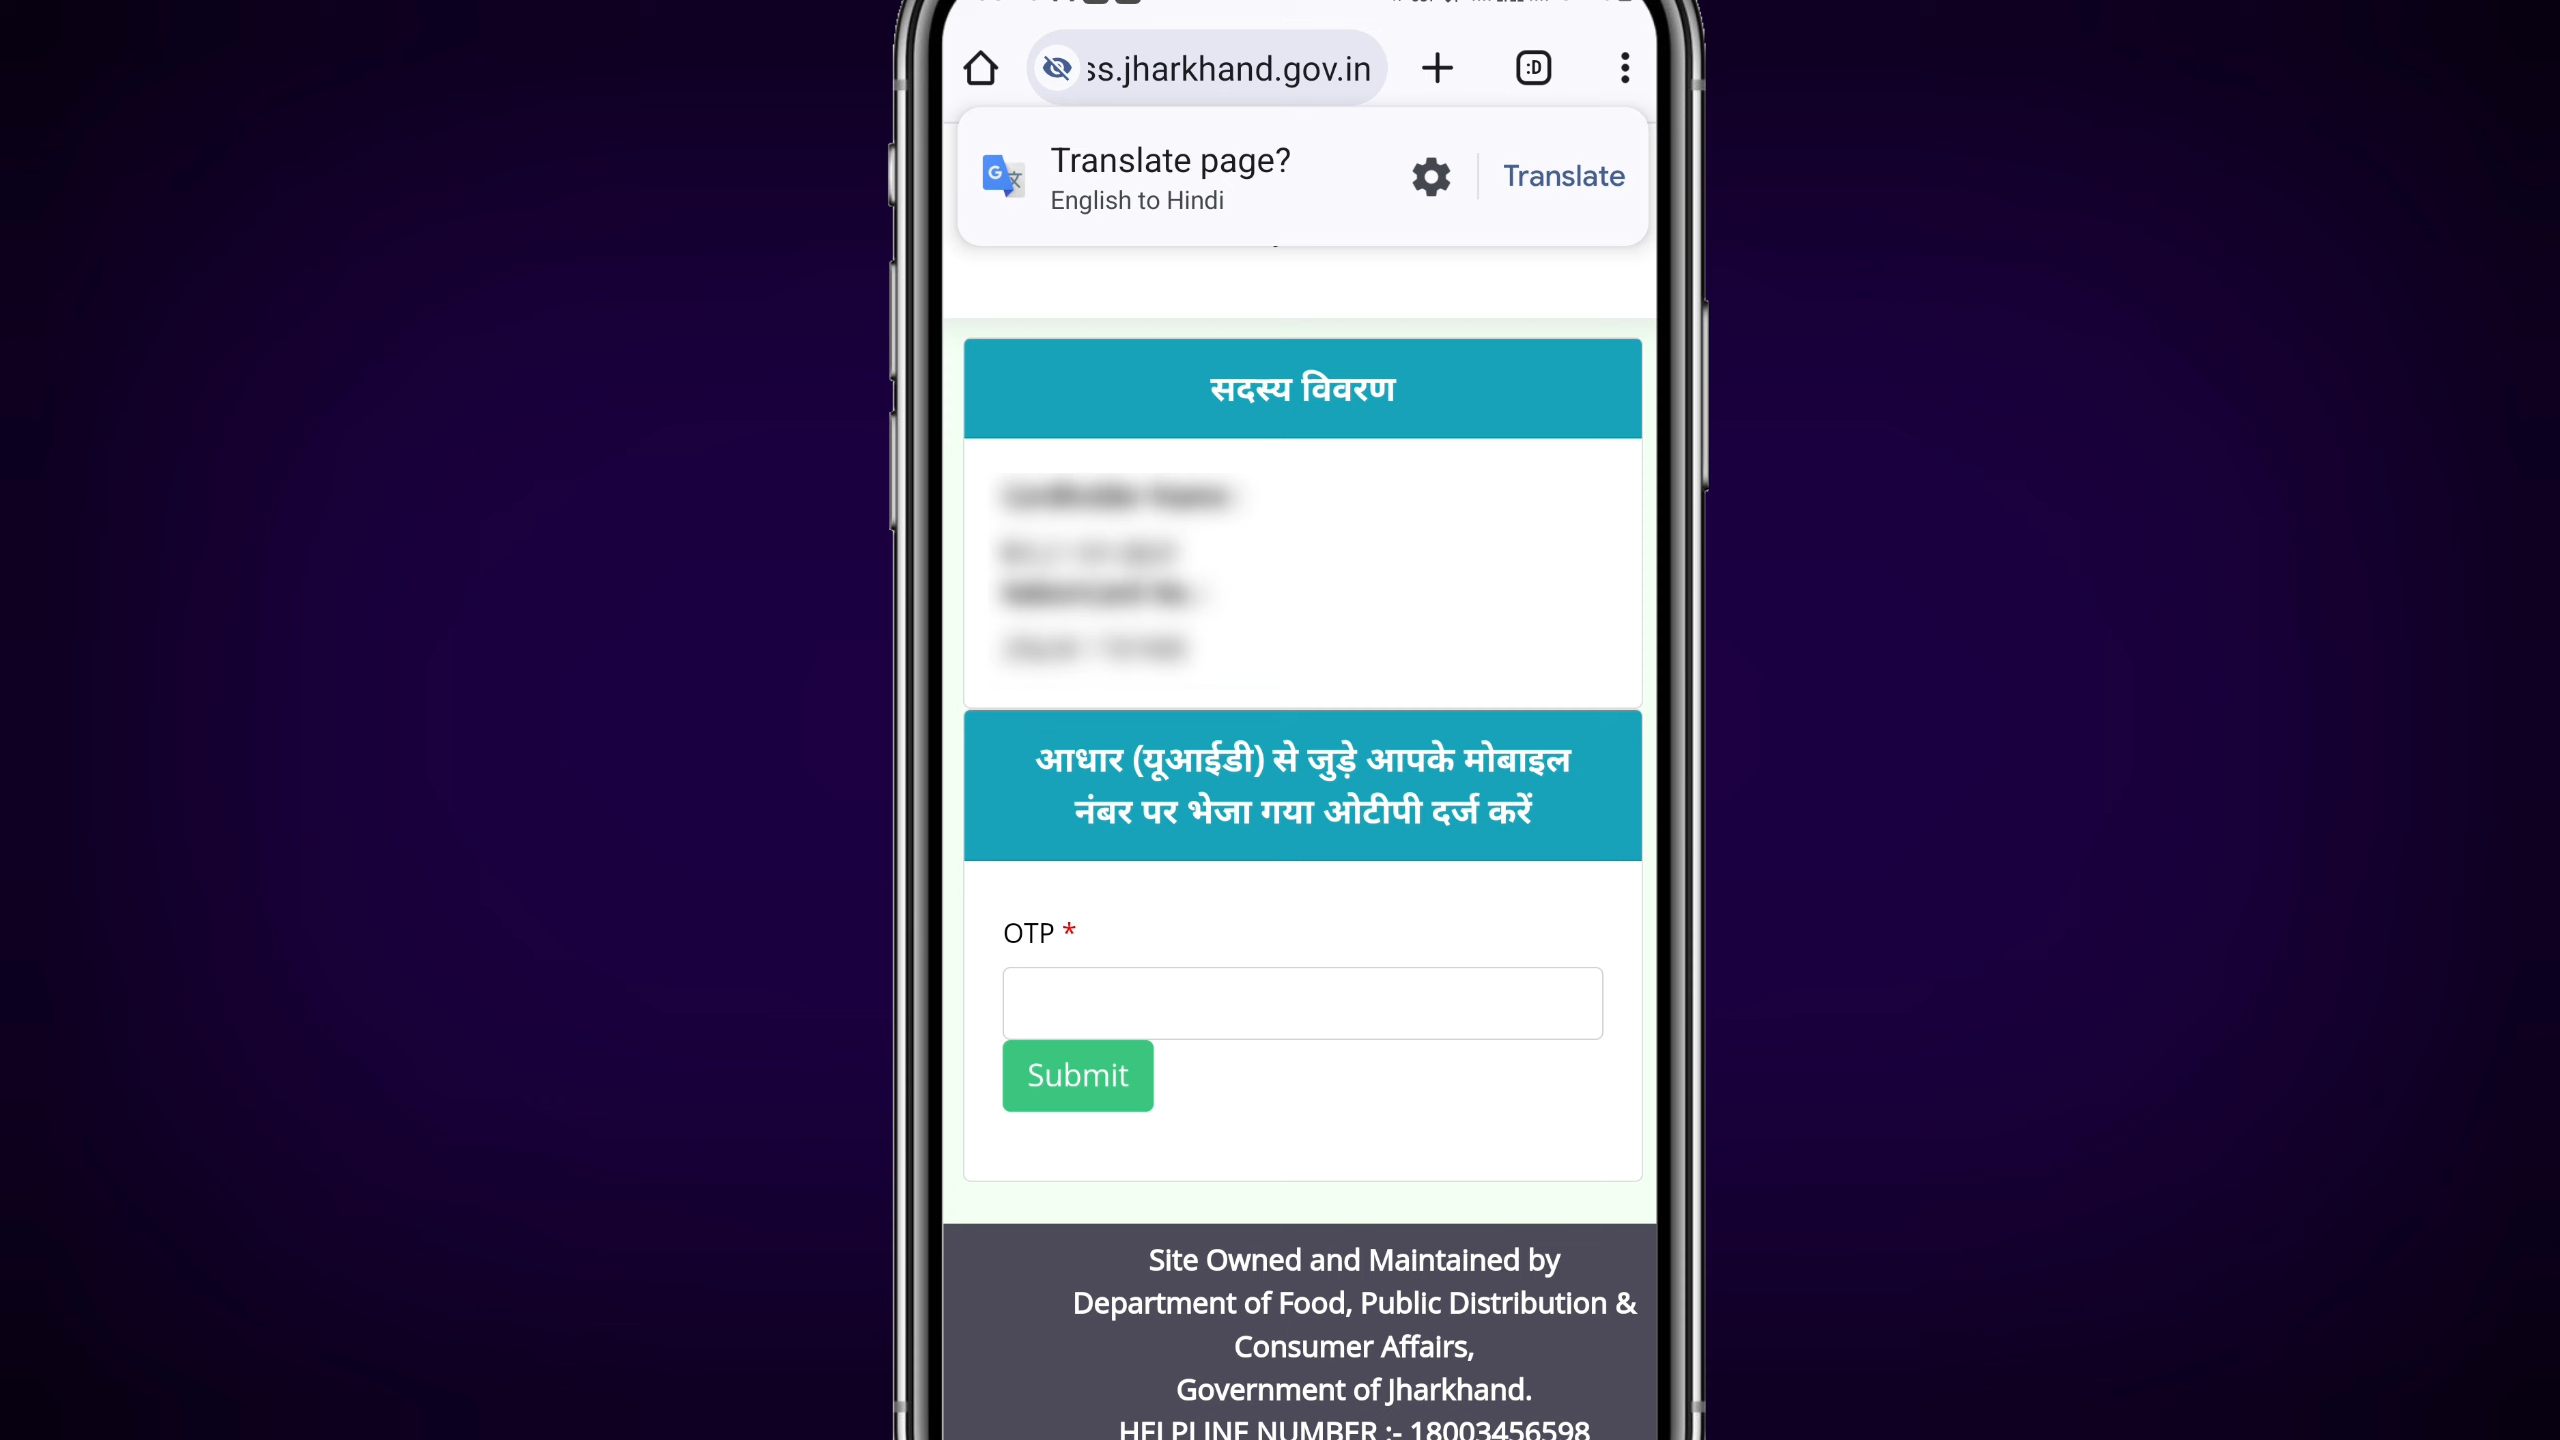 ss.jharkhand.gov.in
:D
Translate page?
English to Hindi
Translate
सदस्य विवरण
आधार (यूआईडी) से जुड़े आपके मोबाइल
नंबर पर भेजा गया ओटीपी दर्ज करें
OTP *
Submit
Site Owned and Maintained by
Department of Food, Public Distribution &
Consumer Affairs,
Government of Jharkhand.
HELPLINE NUMBER :- 18003456598